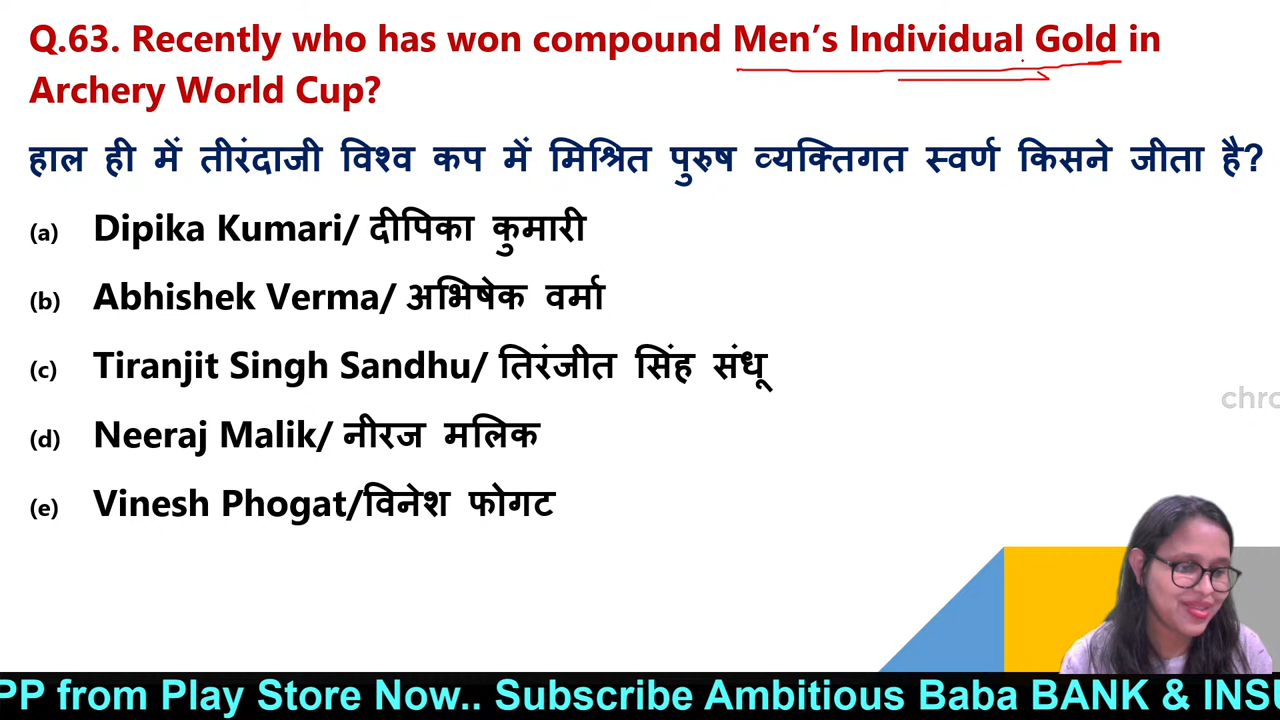 Q.63. Recently who has won compound Men's Individual Gold in
Archery World Cup?
हाल ही में तीरंदाजी विश्व कप में मिश्रित पुरुष व्यक्तिगत स्वर्ण किसने जीता है?
(a) Dipika Kumari/ दीपिका कुमारी
(b) Abhishek Verma/ अभिषेक वर्मा
(c) Tiranjit Singh Sandhu/ तिरंजीत सिंह संधू
(d) Neeraj Malik/ नीरज मलिक
(e) Vinesh Phogat/विनेश फोगट
chro
PP from Play Store Now.. Subscribe Ambitious Baba BANK & INSU